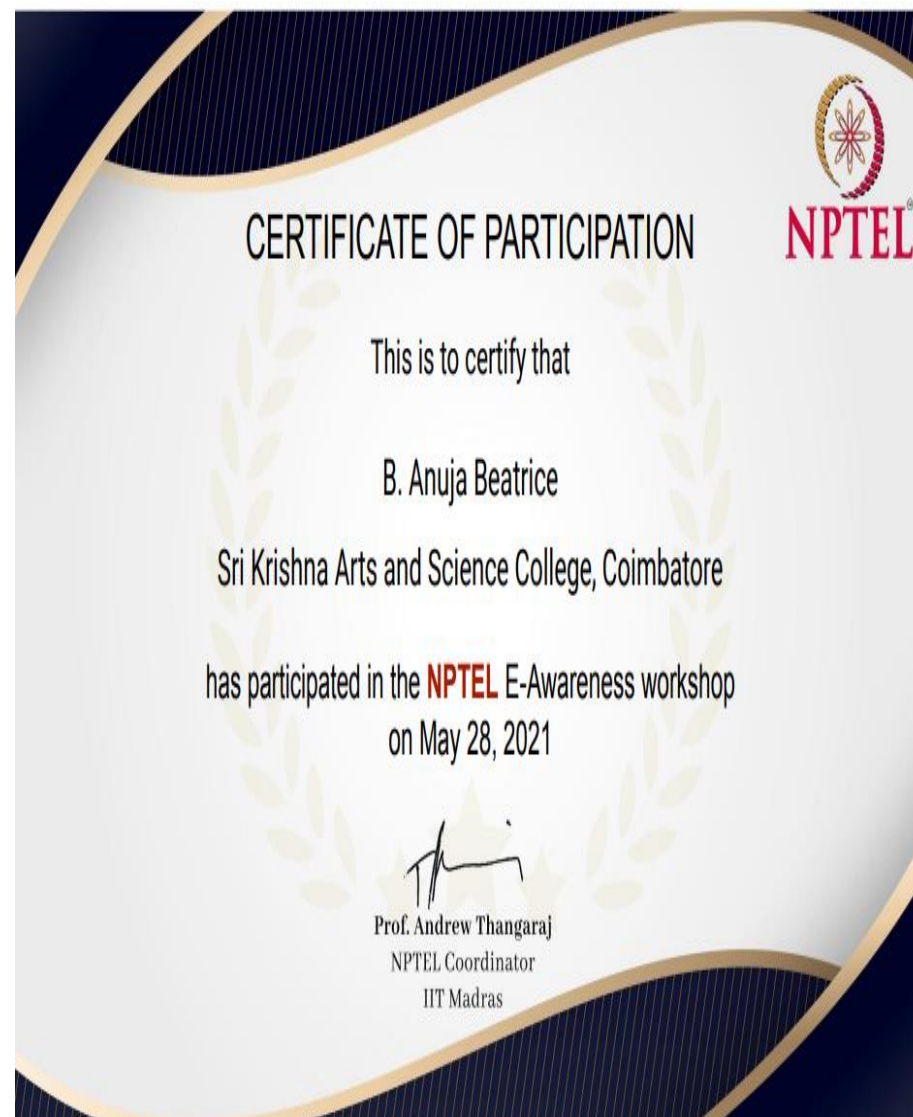 NPTEL®
CERTIFICATE OF PARTICIPATION
This is to certify that
B. Anuja Beatrice
Sri Krishna Arts and Science College, Coimbatore
has participated in the NPTEL E-Awareness workshop
on May 28, 2021
Prof. Andrew Thangaraj
NPTEL Coordinator
IIT Madras